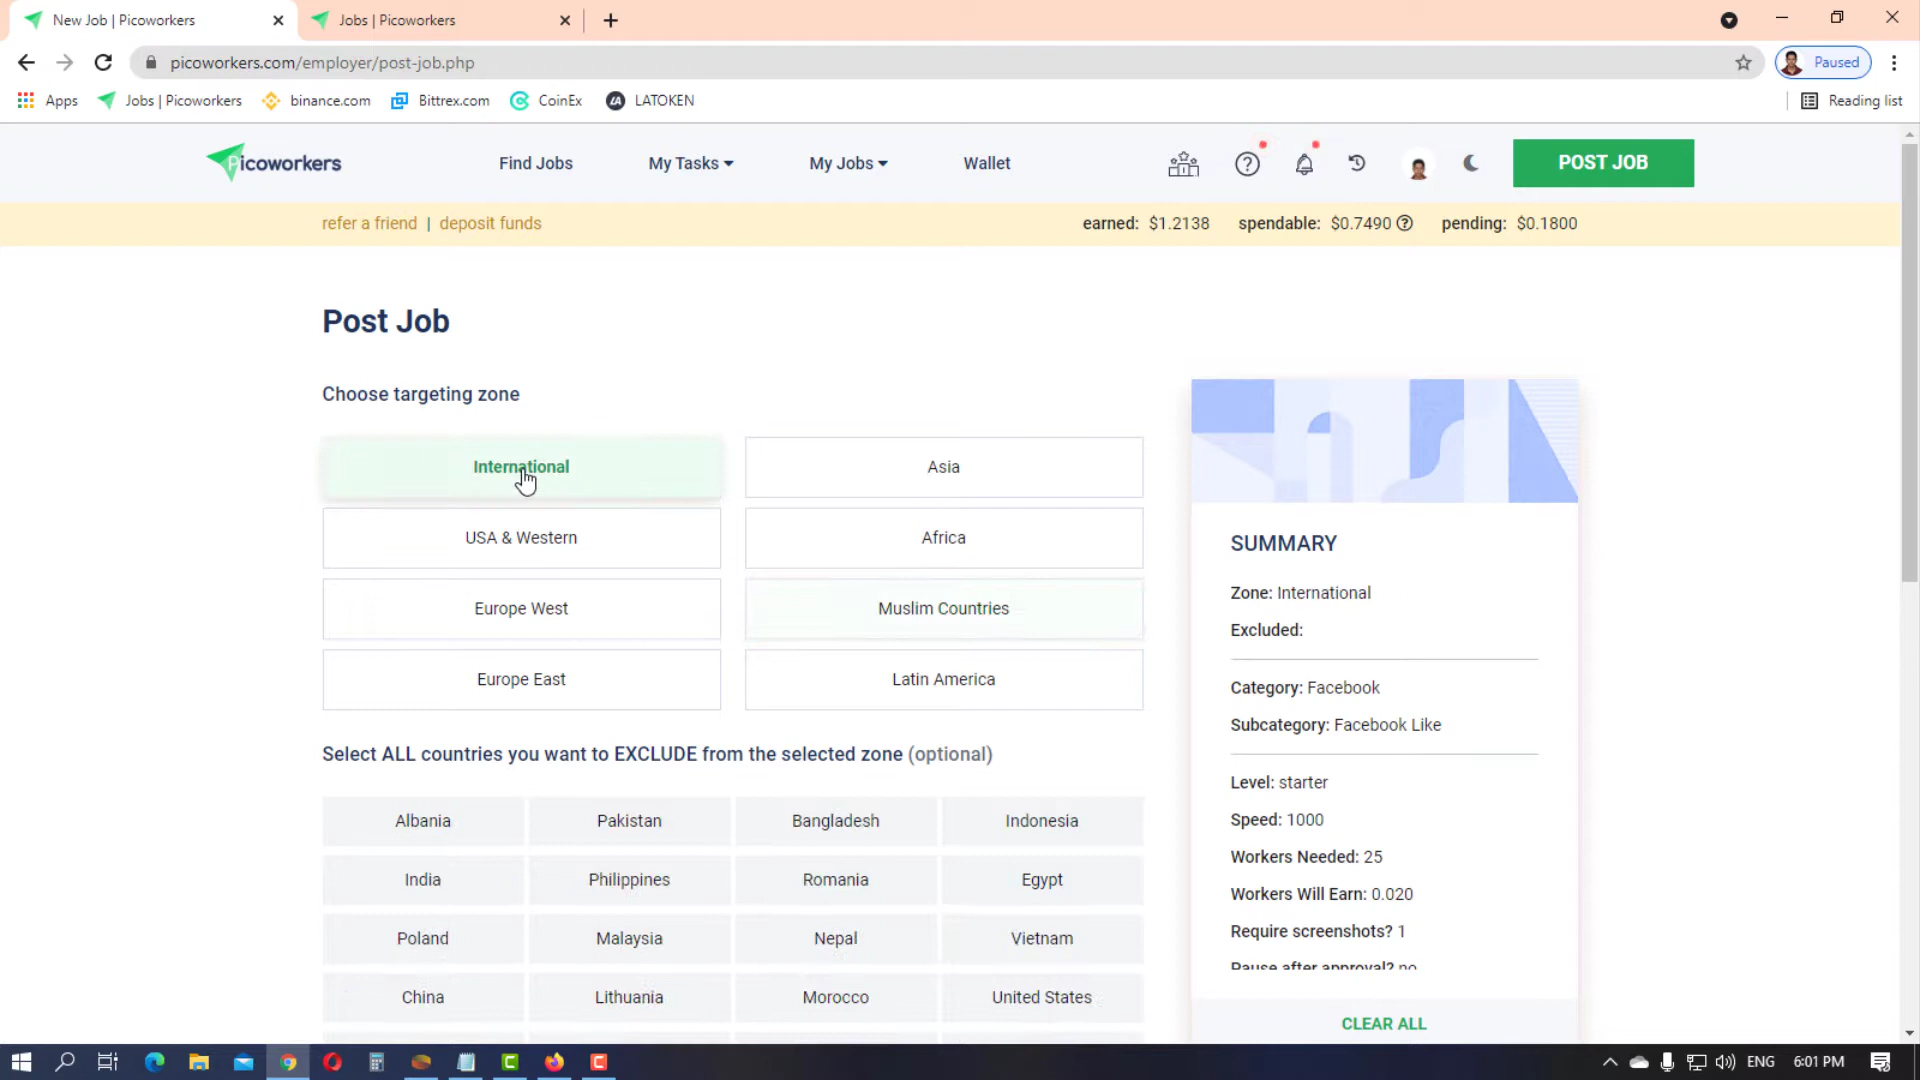 New Job | Picoworkers
Jobs | Picoworkers
picoworkers.com/employer/post-job.php
Paused
Apps
Jobs | Picoworkers
binance.com
Bittrex.com
CoinEx
LATOKEN
Reading list
Picoworkers
Find Jobs
My Tasks
My Jobs
Wallet
POST JOB
refer a friend | deposit funds
earned: $1.2138
spendable: $0.7490
pending: $0.1800
Post Job
Choose targeting zone
International
Asia
USA & Western
Africa
Europe West
Muslim Countries
Europe East
Latin America
Select ALL countries you want to EXCLUDE from the selected zone (optional)
Albania
Pakistan
Bangladesh
Indonesia
India
Philippines
Romania
Egypt
Poland
Malaysia
Nepal
Vietnam
China
Lithuania
Morocco
United States
SUMMARY
Zone: International
Excluded:
Category: Facebook
Subcategory: Facebook Like
Level: starter
Speed: 1000
Workers Needed: 25
Workers Will Earn: 0.020
Require screenshots? 1
Pause after approval? no
CLEAR ALL
ENG
6:01 PM